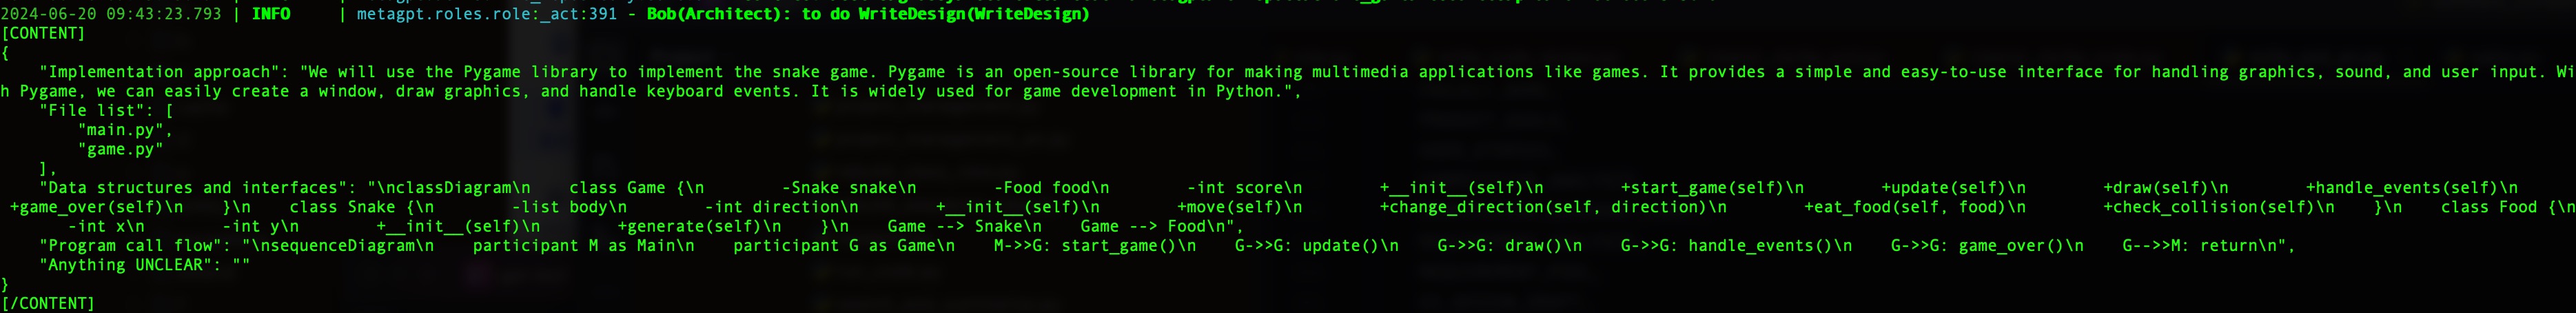 2024-06-20 09:43:23.793 | INFO     | metagpt.roles.role:_act:391 - Bob(Architect): to do WriteDesign(WriteDesign)
[CONTENT]
{
    "Implementation approach": "We will use the Pygame library to implement the snake game. Pygame is an open-source library for making multimedia applications like games. It provides a simple and easy-to-use interface for handling graphics, sound, and user input. Wi
h Pygame, we can easily create a window, draw graphics, and handle keyboard events. It is widely used for game development in Python.",
    "File list": [
        "main.py",
        "game.py"
    ],
    "Data structures and interfaces": "\nclassDiagram\n    class Game {\n        -Snake snake\n        -Food food\n        -int score\n        +__init__(self)\n        +start_game(self)\n        +update(self)\n        +draw(self)\n        +handle_events(self)\n
 +game_over(self)\n    }\n    class Snake {\n        -list body\n        -int direction\n        +__init__(self)\n        +move(self)\n        +change_direction(self, direction)\n        +eat_food(self, food)\n        +check_collision(self)\n    }\n    class Food {\n
       -int x\n        -int y\n        +__init__(self)\n        +generate(self)\n    }\n    Game --> Snake\n    Game --> Food\n",
    "Program call flow": "\nsequenceDiagram\n    participant M as Main\n    participant G as Game\n    M->>G: start_game()\n    G->>G: update()\n    G->>G: draw()\n    G->>G: handle_events()\n    G->>G: game_over()\n    G-->>M: return\n",
    "Anything UNCLEAR": ""
}
[/CONTENT]